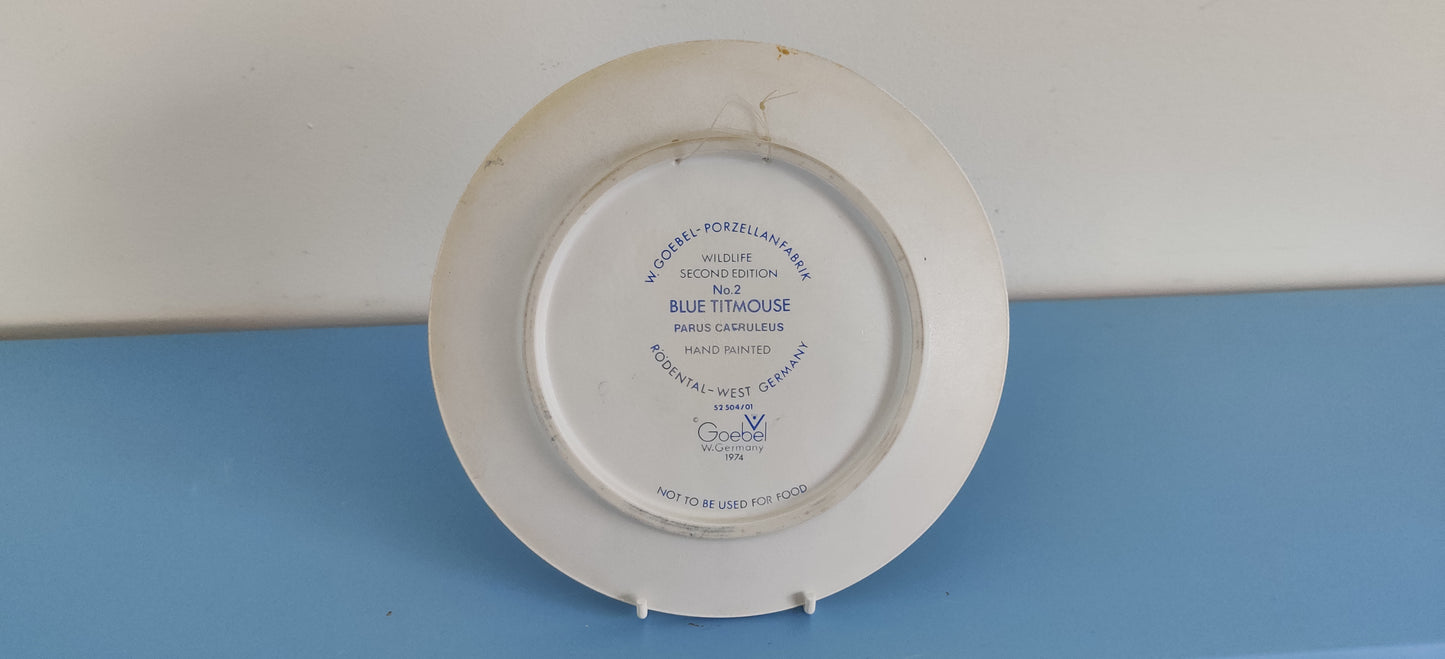 W. GOEBEL-PORZELLANFABRIK
WILDLIFE
SECOND EDITION
No.2
BLUE TITMOUSE
PARUS CAERULEUS
HAND PAINTED
RÖDENTAL-WEST GERMANY
52 504/01
© Goebel
W.Germany
1974
NOT TO BE USED FOR FOOD